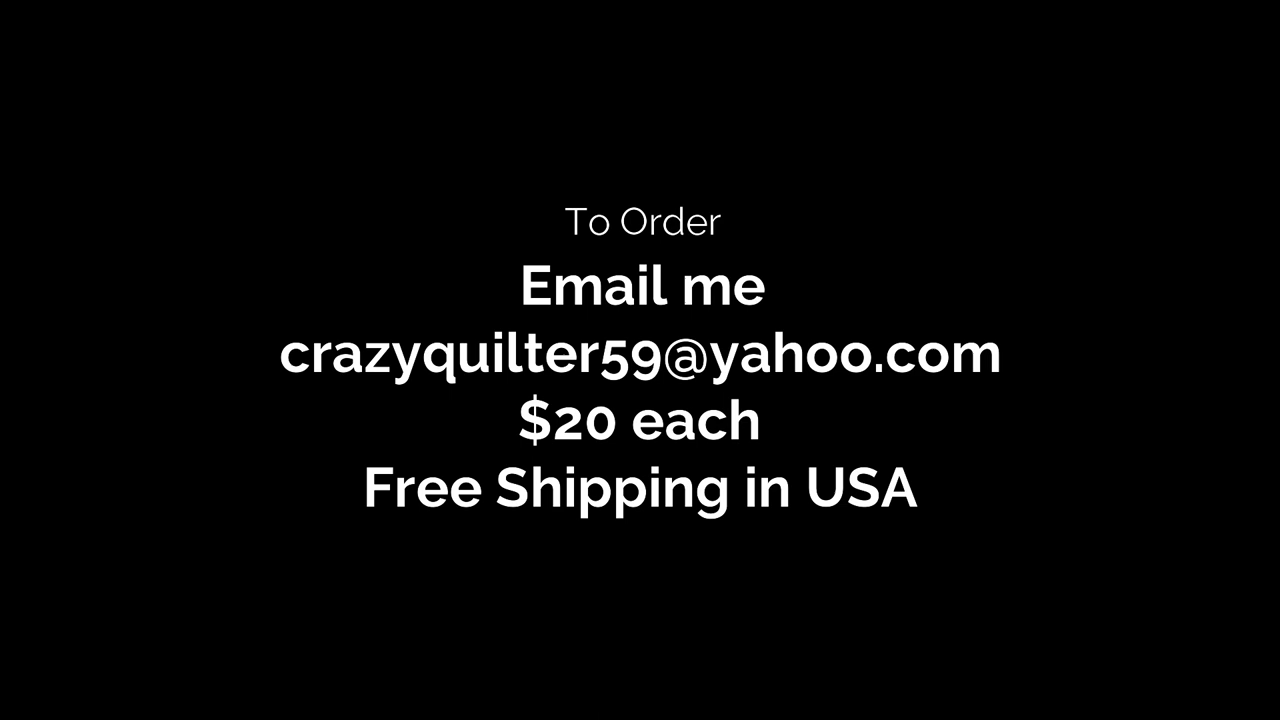 To Order
Email me
crazyquilter59@yahoo.com
$20 each
Free Shipping in USA